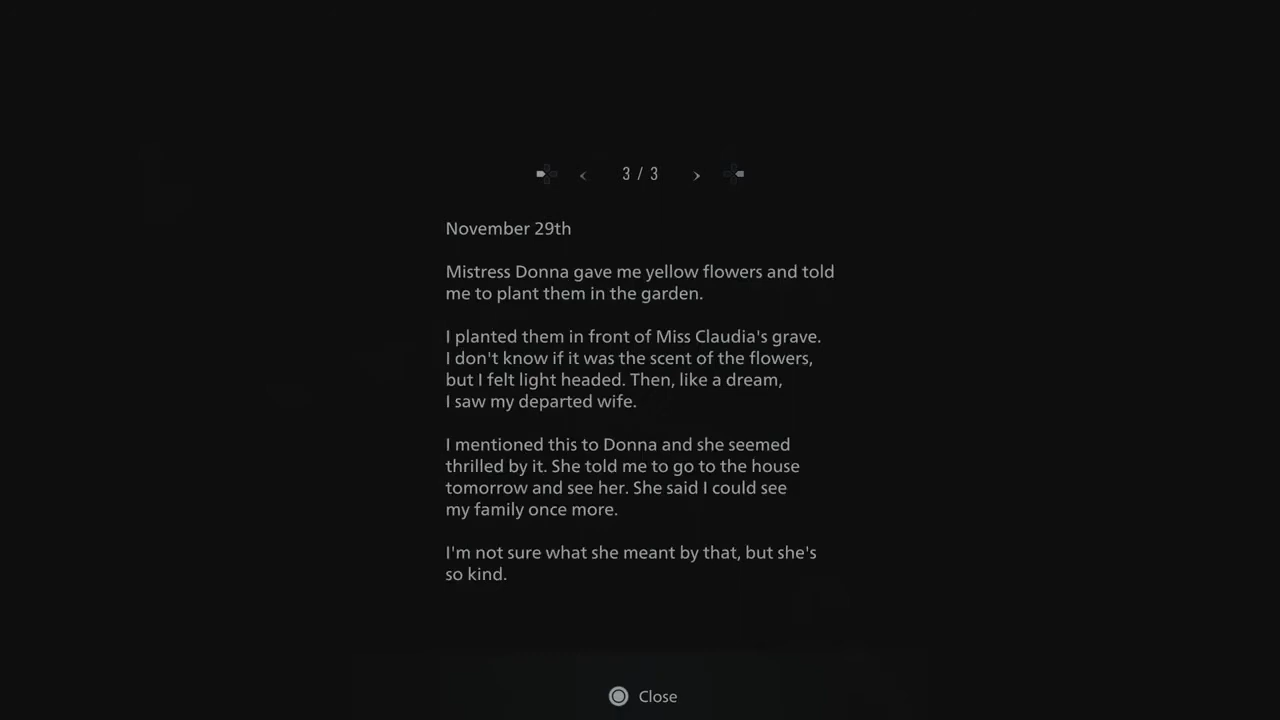 3 / 3
November 29th
Mistress Donna gave me yellow flowers and told
me to plant them in the garden.
I planted them in front of Miss Claudia's grave.
I don't know if it was the scent of the flowers,
but I felt light headed. Then, like a dream,
I saw my departed wife.
I mentioned this to Donna and she seemed
thrilled by it. She told me to go to the house
tomorrow and see her. She said I could see
my family once more.
I'm not sure what she meant by that, but she's
so kind.
Close